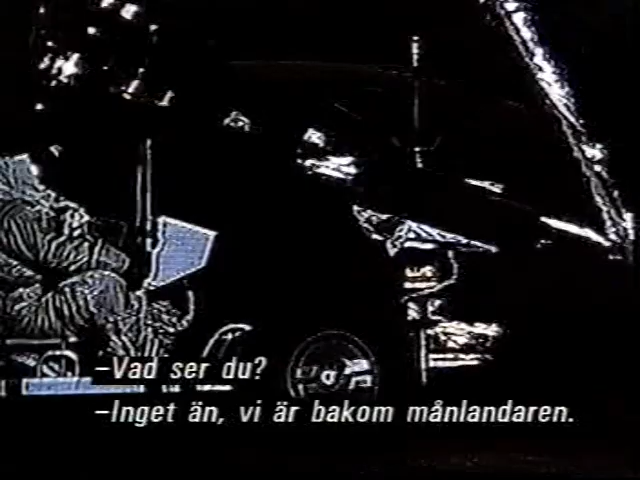 –Vad ser du?
–Inget än, vi är bakom månlandaren.